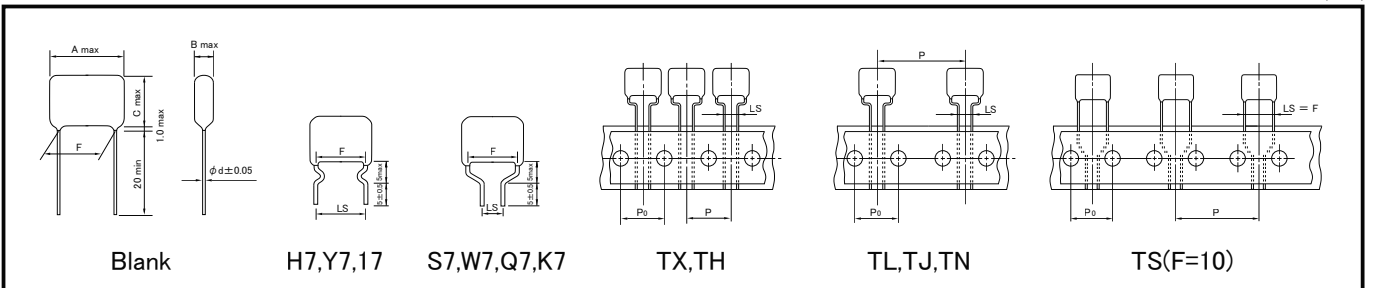 A max
B max
C max
1.0 max
F
20 min
φd±0.05
Blank
F
5max
5±0.5
LS
H7,Y7,17
F
5max
5±0.5
LS
S7,W7,Q7,K7
LS
P0
P
TX,TH
P
LS
P0
TL,TJ,TN
LS = F
P0
P
TS(F=10)